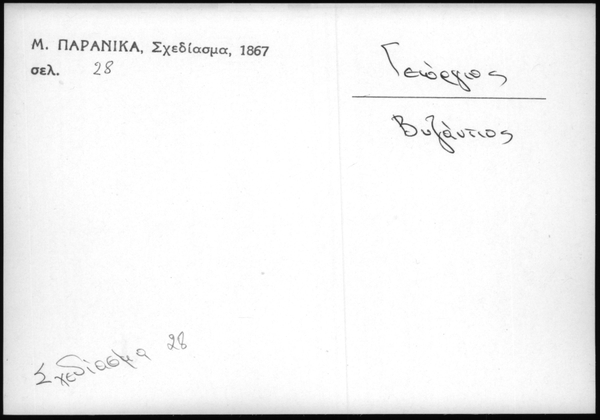 Μ. ΠΑΡΑΝΙΚΑ, Σχεδίασμα, 1867
σελ. 28
Γεώργιος
Βυζάντιος
Σχεδίασμα 28